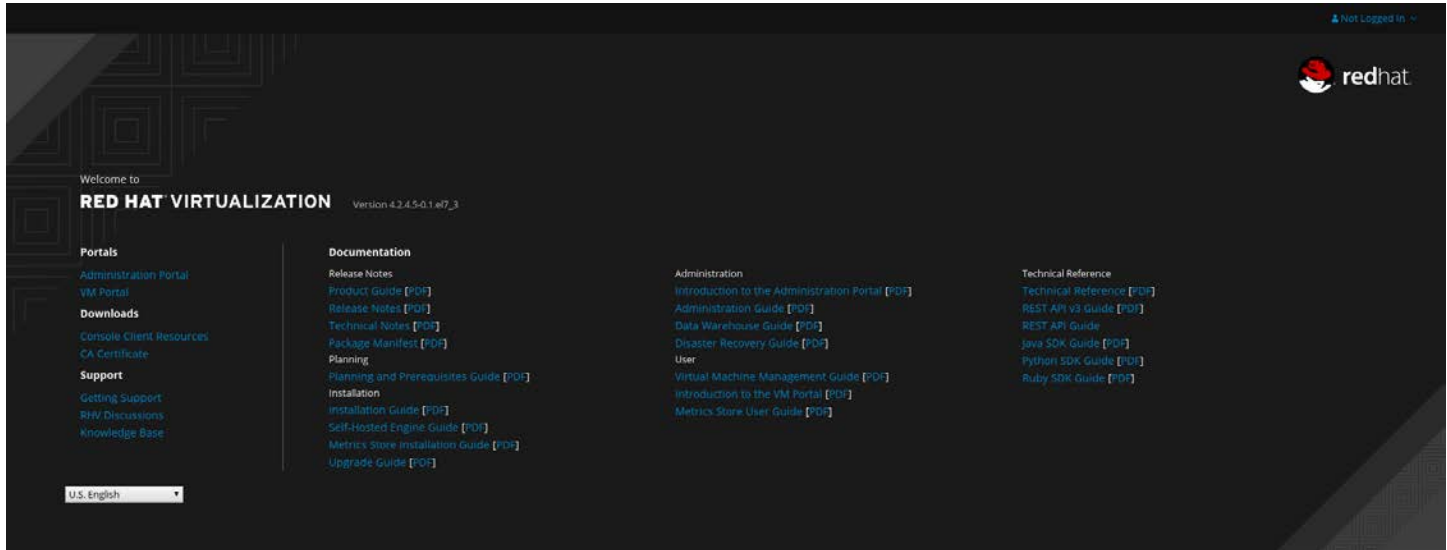 Not Logged In
redhat.
Welcome to
RED HAT VIRTUALIZATION Version 4.2.4.5-0.1.el7_3
Portals
Administration Portal
VM Portal
Downloads
Console Client Resources
CA Certificate
Support
Getting Support
RHV Discussions
Knowledge Base
Documentation
Release Notes
Product Guide [PDF]
Release Notes [PDF]
Technical Notes [PDF]
Package Manifest [PDF]
Planning
Planning and Prerequisites Guide [PDF]
Installation
Installation Guide [PDF]
Self-Hosted Engine Guide [PDF]
Metrics Store Installation Guide [PDF]
Upgrade Guide [PDF]
Administration
Introduction to the Administration Portal [PDF]
Administration Guide [PDF]
Data Warehouse Guide [PDF]
Disaster Recovery Guide [PDF]
User
Virtual Machine Management Guide [PDF]
Introduction to the VM Portal [PDF]
Metrics Store User Guide [PDF]
Technical Reference
Technical Reference [PDF]
REST API v3 Guide [PDF]
REST API Guide
Java SDK Guide [PDF]
Python SDK Guide [PDF]
Ruby SDK Guide [PDF]
U.S. English